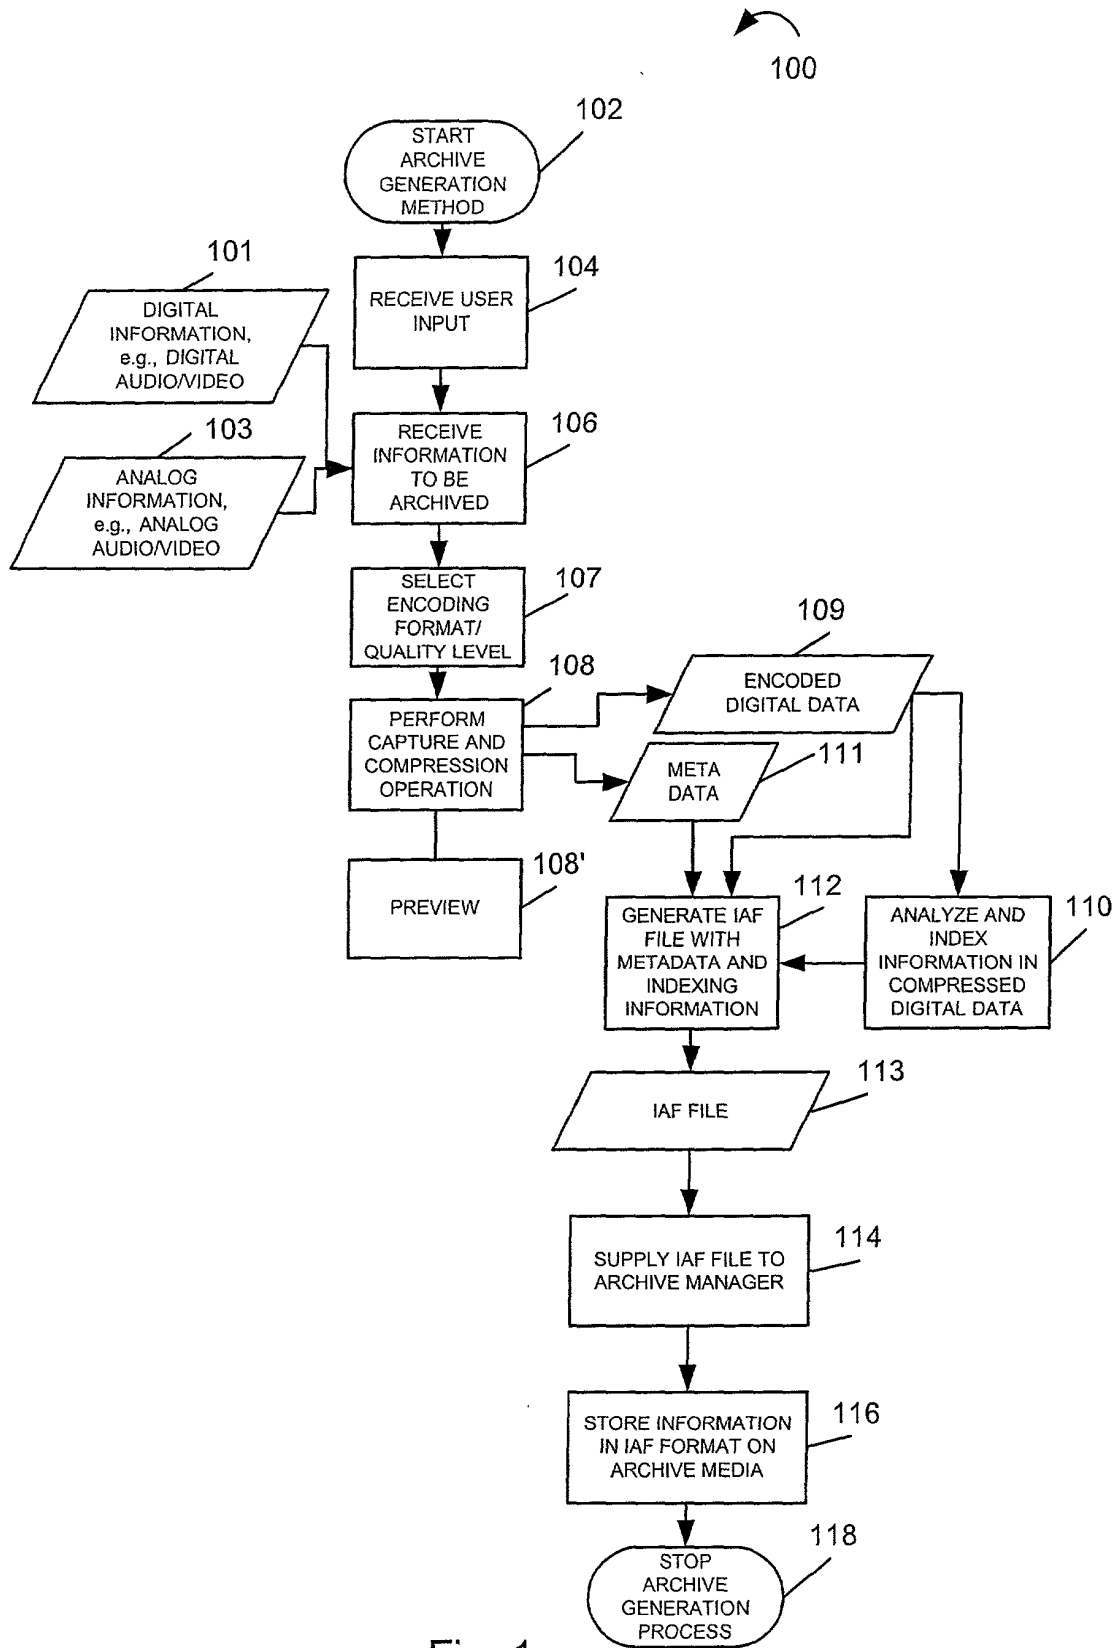 100
102
START
ARCHIVE
GENERATION
METHOD
104
RECEIVE USER
INPUT
101
DIGITAL
INFORMATION,
e.g., DIGITAL
AUDIO/VIDEO
103
ANALOG
INFORMATION,
e.g., ANALOG
AUDIO/VIDEO
106
RECEIVE
INFORMATION
TO BE
ARCHIVED
107
SELECT
ENCODING
FORMAT/
QUALITY LEVEL
108
PERFORM
CAPTURE AND
COMPRESSION
OPERATION
109
ENCODED
DIGITAL DATA
111
META
DATA
108'
PREVIEW
112
GENERATE IAF
FILE WITH
METADATA AND
INDEXING
INFORMATION
110
ANALYZE AND
INDEX
INFORMATION IN
COMPRESSED
DIGITAL DATA
113
IAF FILE
114
SUPPLY IAF FILE TO
ARCHIVE MANAGER
116
STORE INFORMATION
IN IAF FORMAT ON
ARCHIVE MEDIA
118
STOP
ARCHIVE
GENERATION
PROCESS
Fig. 1